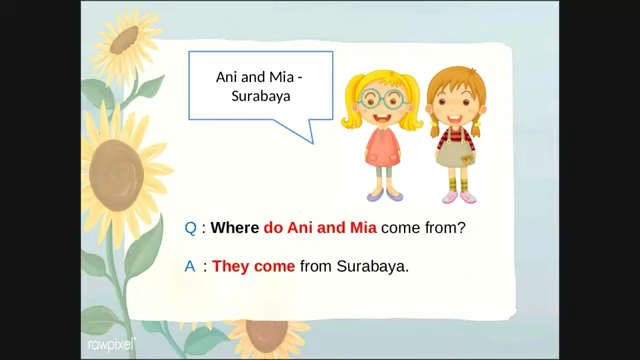 Ani and Mia -
Surabaya
Q : Where do Ani and Mia come from?
A : They come from Surabaya.
rawpixel